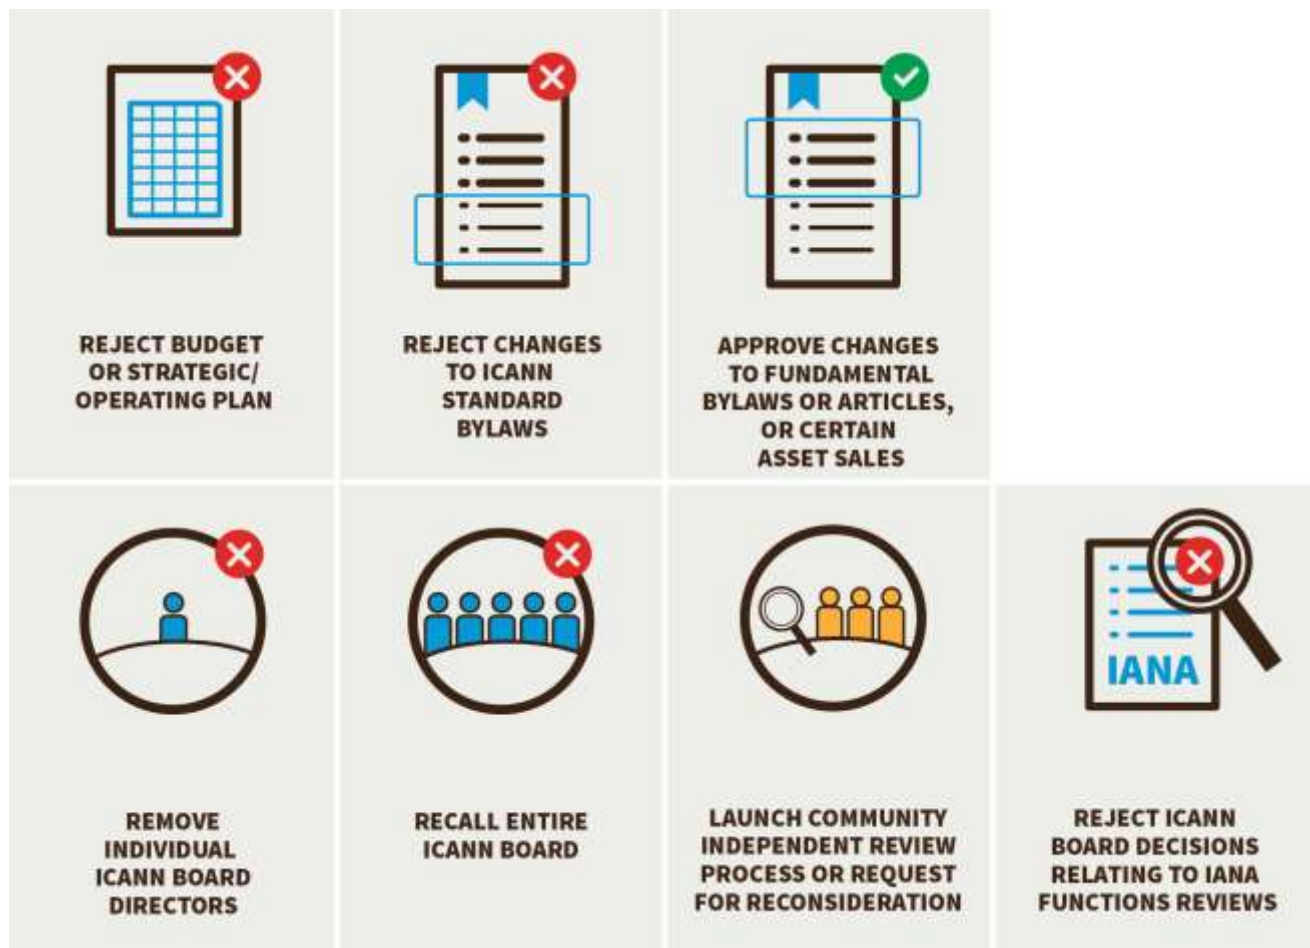 REJECT BUDGET
OR STRATEGIC/
OPERATING PLAN
REJECT CHANGES
TO ICANN
STANDARD
BYLAWS
APPROVE CHANGES
TO FUNDAMENTAL
BYLAWS OR ARTICLES,
OR CERTAIN
ASSET SALES
REMOVE
INDIVIDUAL
ICANN BOARD
DIRECTORS
RECALL ENTIRE
ICANN BOARD
LAUNCH COMMUNITY
INDEPENDENT REVIEW
PROCESS OR REQUEST
FOR RECONSIDERATION
IANA
REJECT ICANN
BOARD DECISIONS
RELATING TO IANA
FUNCTIONS REVIEWS